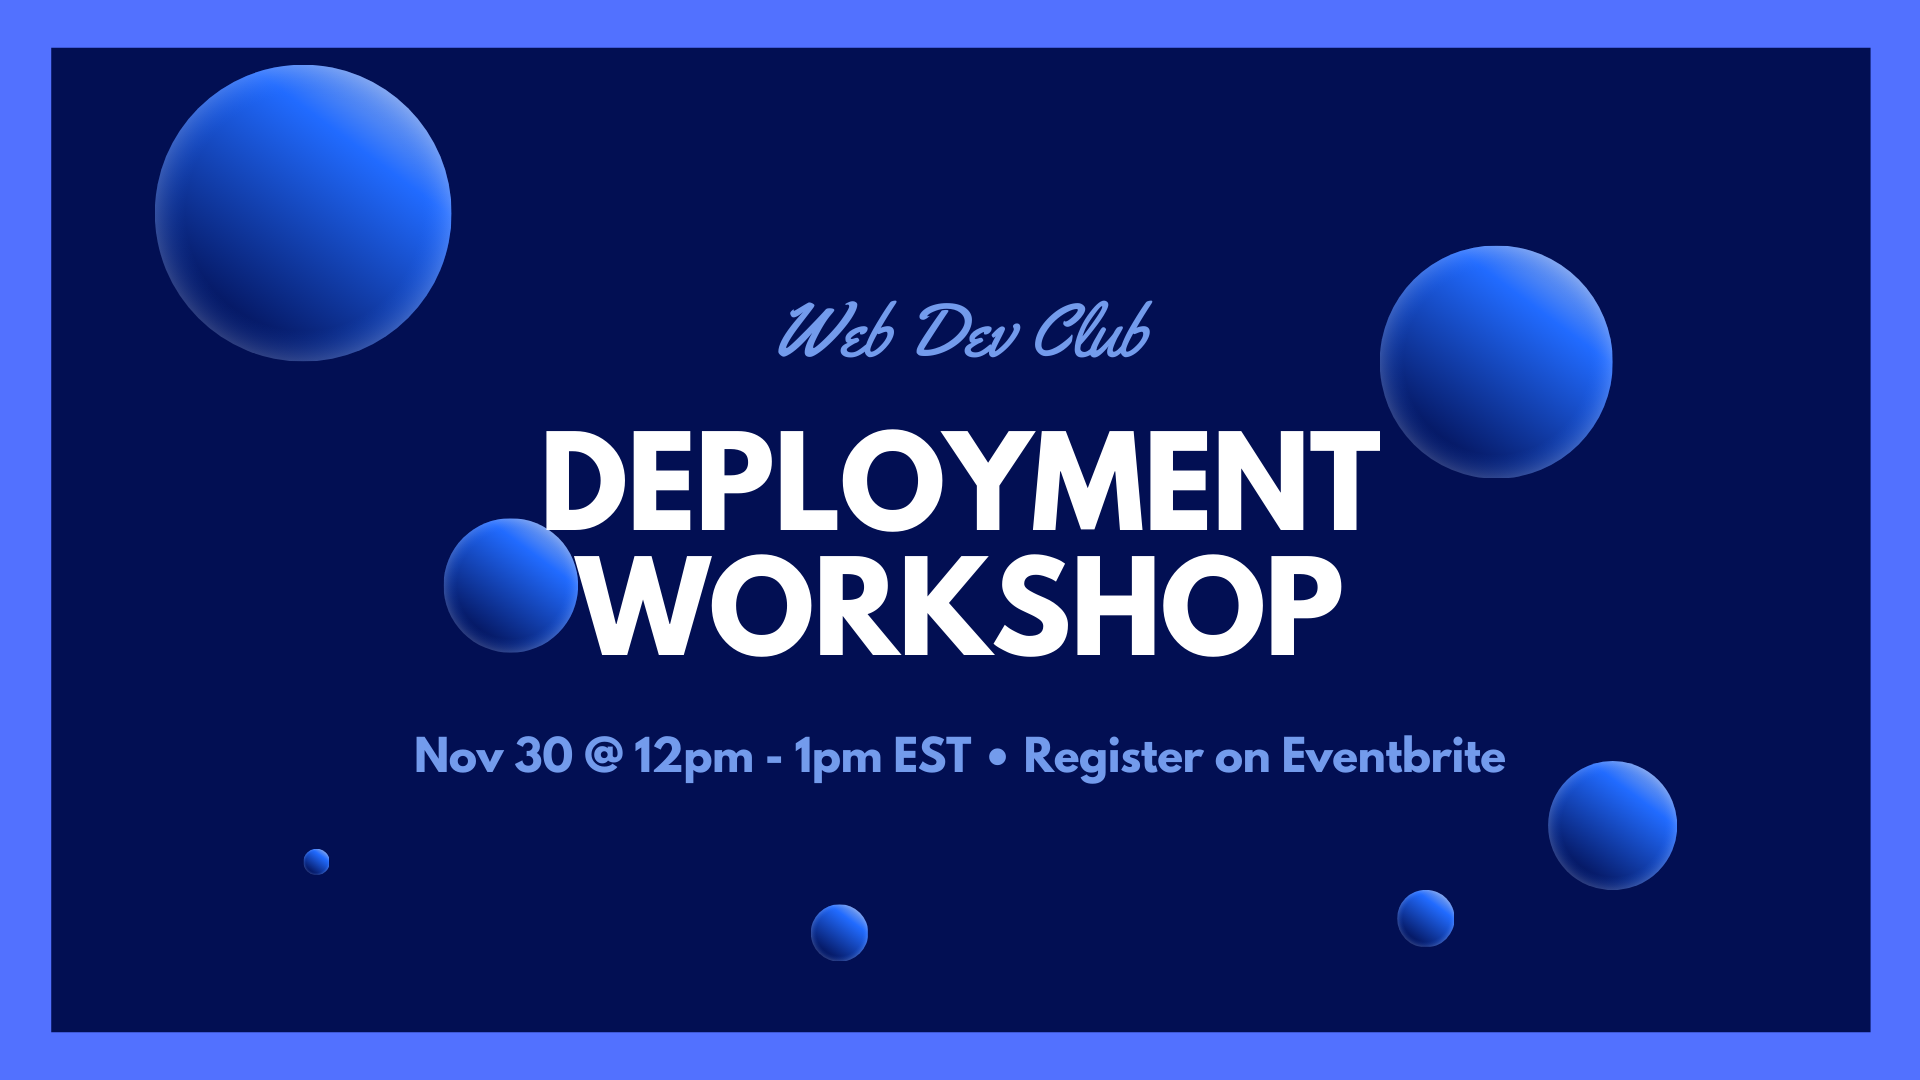 Web Dev Club
DEPLOYMENT
WORKSHOP
Nov 30 @ 12pm - 1pm EST • Register on Eventbrite